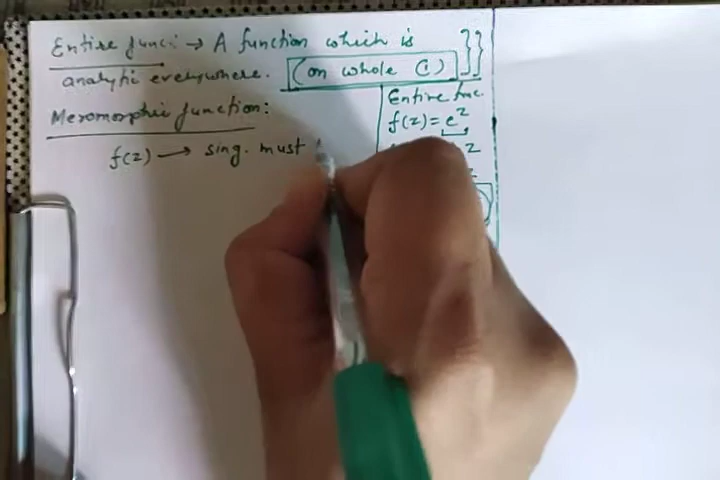 Entire func: → A function which is
analytic everywhere. (on whole ℂ)
Meromorphic function:
f(z) → sing. must
Entire func.
f(z) = e^z
z